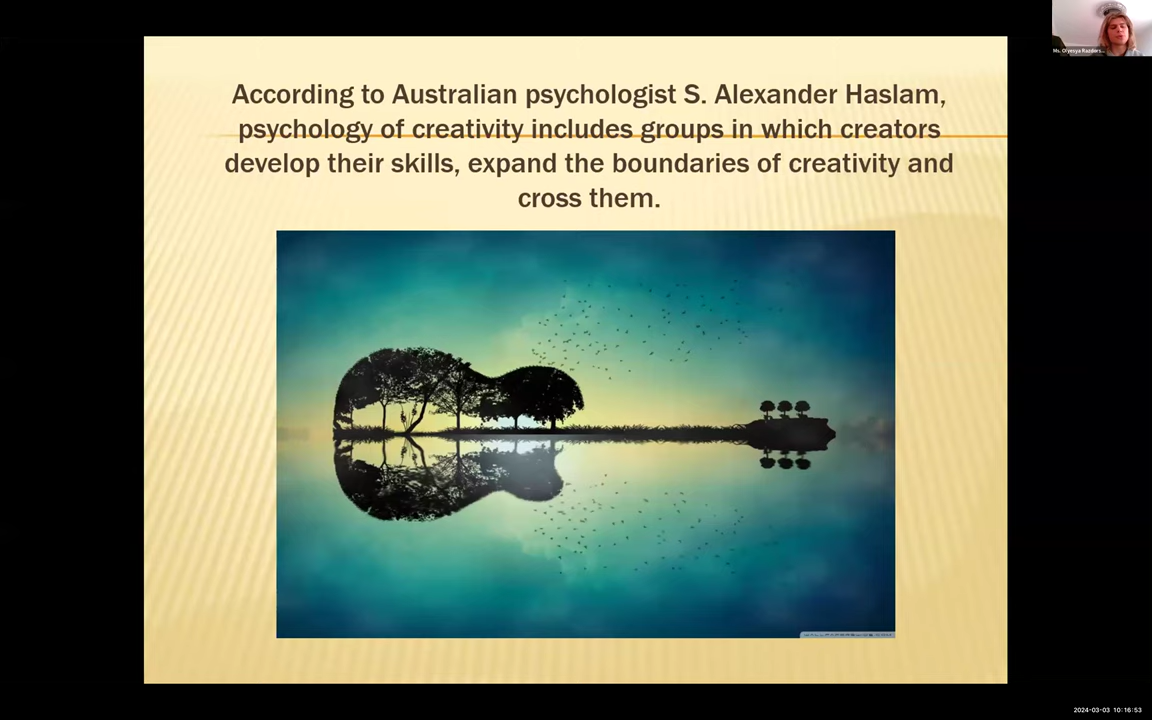 According to Australian psychologist S. Alexander Haslam,
psychology of creativity includes groups in which creators
develop their skills, expand the boundaries of creativity and
cross them.
2024-03-03 10:16:53